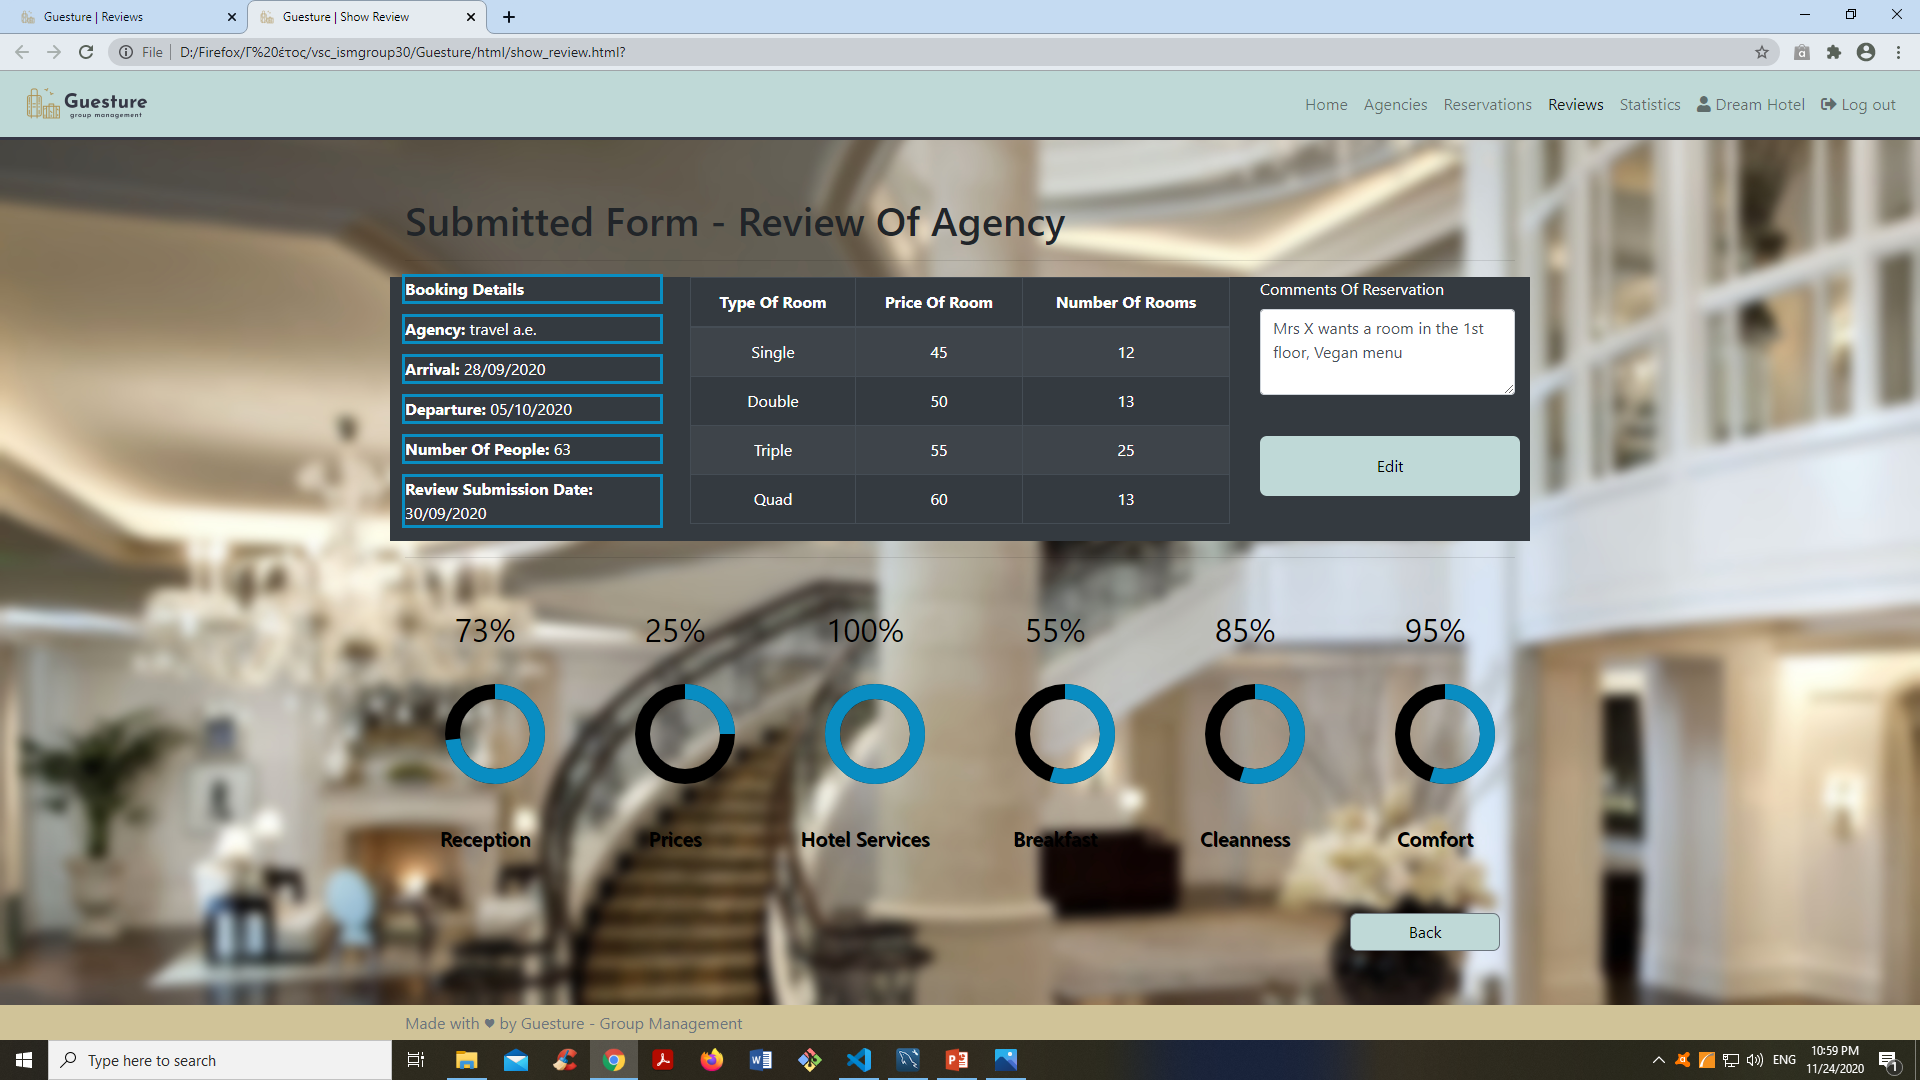 Guesture | Reviews
Guesture | Show Review
File
D:/Firefox/Γ%20έτος/vsc_ismgroup30/Guesture/html/show_review.html?
Guesture
group management
Home
Agencies
Reservations
Reviews
Statistics
Dream Hotel
Log out
Submitted Form - Review Of Agency
Booking Details
Agency: travel a.e.
Arrival: 28/09/2020
Departure: 05/10/2020
Number Of People: 63
Review Submission Date:
30/09/2020
Type Of Room Price Of Room Number Of Rooms
Single 45 12
Double 50 13
Triple 55 25
Quad 60 13
Comments Of Reservation
Mrs X wants a room in the 1st
floor, Vegan menu
Edit
73% 25% 100% 55% 85% 95%
Reception Prices Hotel Services Breakfast Cleanness Comfort
Back
Made with ♥ by Guesture - Group Management
Type here to search
ENG
10:59 PM
11/24/2020
1